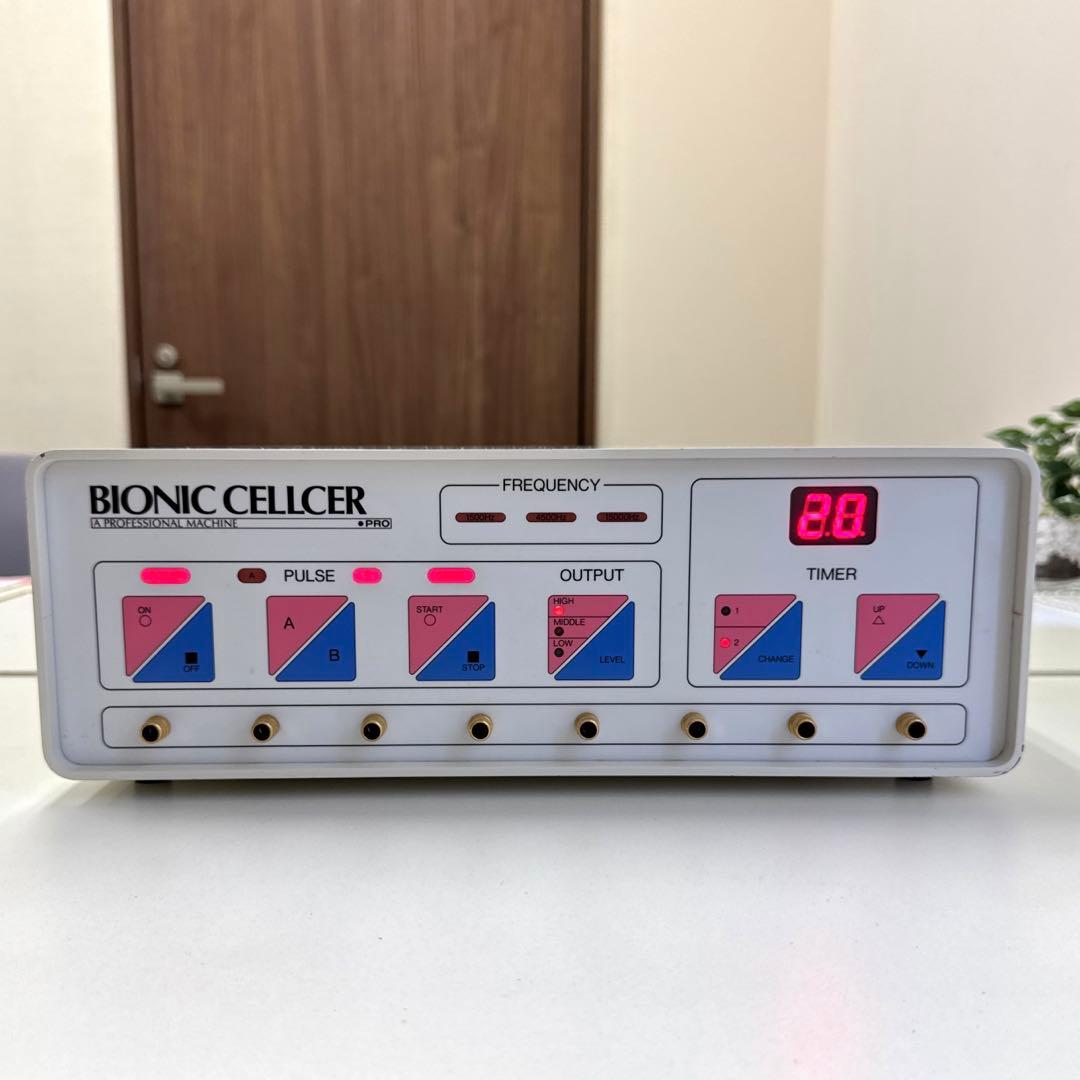 BIONIC CELLCER
A PROFESSIONAL MACHINE
●PRO
FREQUENCY
A
PULSE
OUTPUT
TIMER
ON
OFF
A
B
START
STOP
HIGH
MIDDLE
LOW
LEVEL
1
2
CHANGE
UP
DOWN